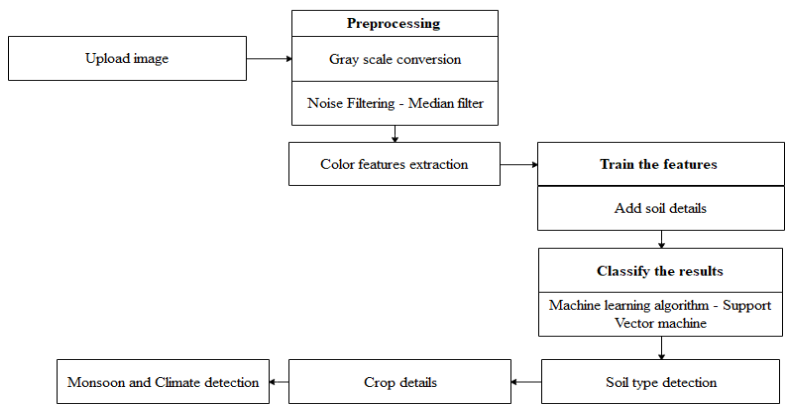 Upload image
Preprocessing
Gray scale conversion
Noise Filtering - Median filter
Color features extraction
Train the features
Add soil details
Classify the results
Machine learning algorithm - Support
Vector machine
Soil type detection
Crop details
Monsoon and Climate detection